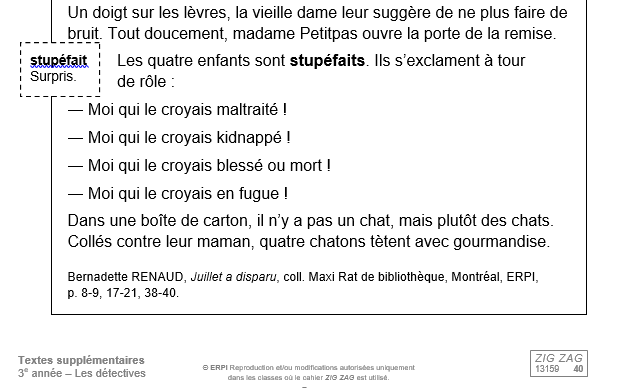 Un doigt sur les lèvres, la vieille dame leur suggère de ne plus faire de
bruit. Tout doucement, madame Petitpas ouvre la porte de la remise.
stupéfait
Surpris.
Les quatre enfants sont stupéfaits. Ils s’exclament à tour
de rôle :
— Moi qui le croyais maltraité !
— Moi qui le croyais kidnappé !
— Moi qui le croyais blessé ou mort !
— Moi qui le croyais en fugue !
Dans une boîte de carton, il n’y a pas un chat, mais plutôt des chats.
Collés contre leur maman, quatre chatons tètent avec gourmandise.
Bernadette RENAUD, Juillet a disparu, coll. Maxi Rat de bibliothèque, Montréal, ERPI,
p. 8-9, 17-21, 38-40.
Textes supplémentaires
3e année – Les détectives
© ERPI Reproduction et/ou modifications autorisées uniquement
dans les classes où le cahier ZIG ZAG est utilisé.
ZIG ZAG
13159 40